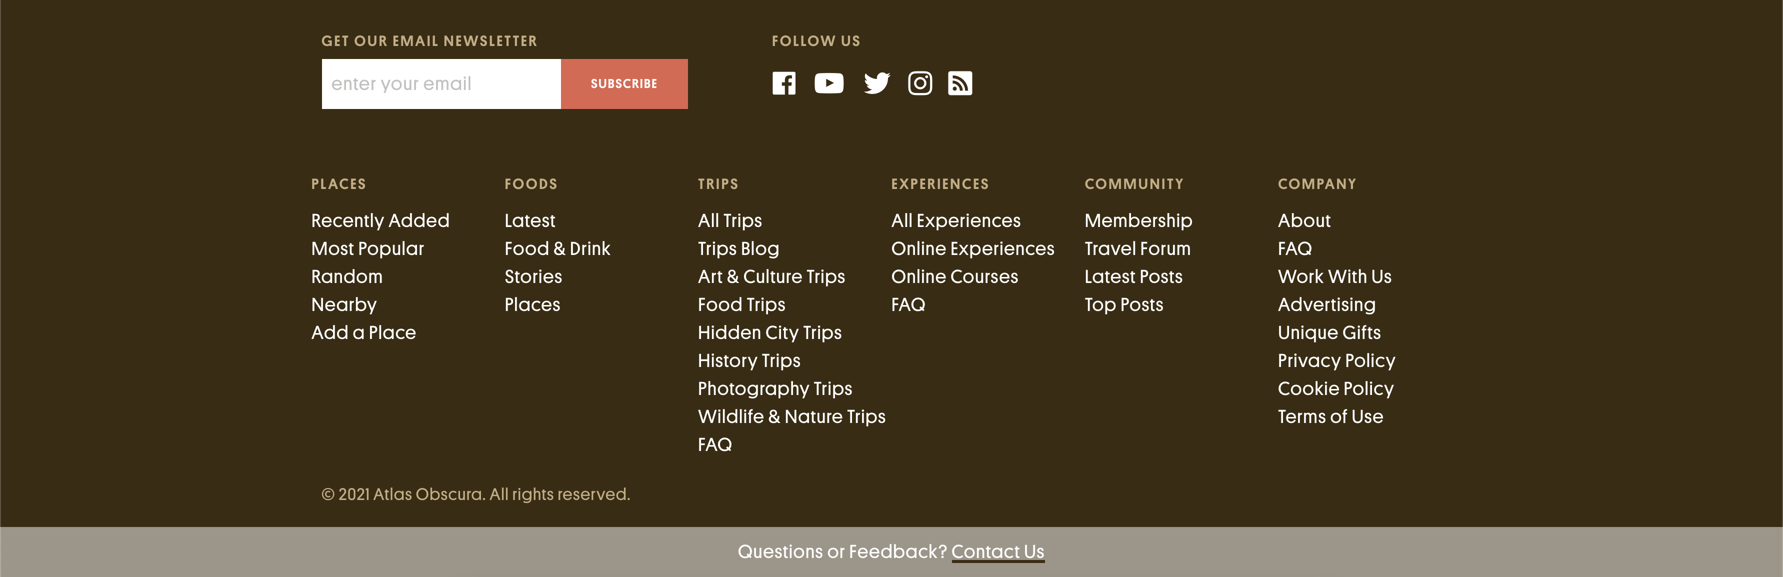 GET OUR EMAIL NEWSLETTER
enter your email
SUBSCRIBE
FOLLOW US
PLACES
Recently Added
Most Popular
Random
Nearby
Add a Place
FOODS
Latest
Food & Drink
Stories
Places
TRIPS
All Trips
Trips Blog
Art & Culture Trips
Food Trips
Hidden City Trips
History Trips
Photography Trips
Wildlife & Nature Trips
FAQ
EXPERIENCES
All Experiences
Online Experiences
Online Courses
FAQ
COMMUNITY
Membership
Travel Forum
Latest Posts
Top Posts
COMPANY
About
FAQ
Work With Us
Advertising
Unique Gifts
Privacy Policy
Cookie Policy
Terms of Use
© 2021 Atlas Obscura. All rights reserved.
Questions or Feedback? Contact Us